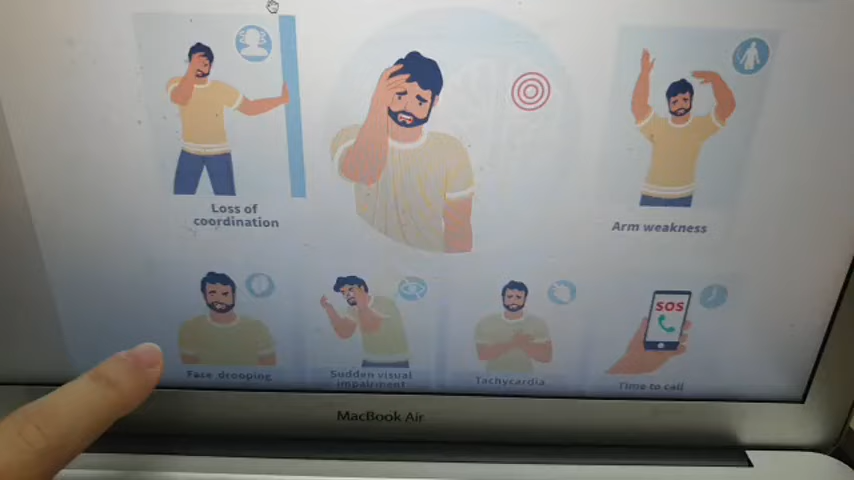 Loss of
coordination
Arm weakness
Face drooping
Sudden visual
impairment
Tachycardia
SOS
Time to call
MacBook Air